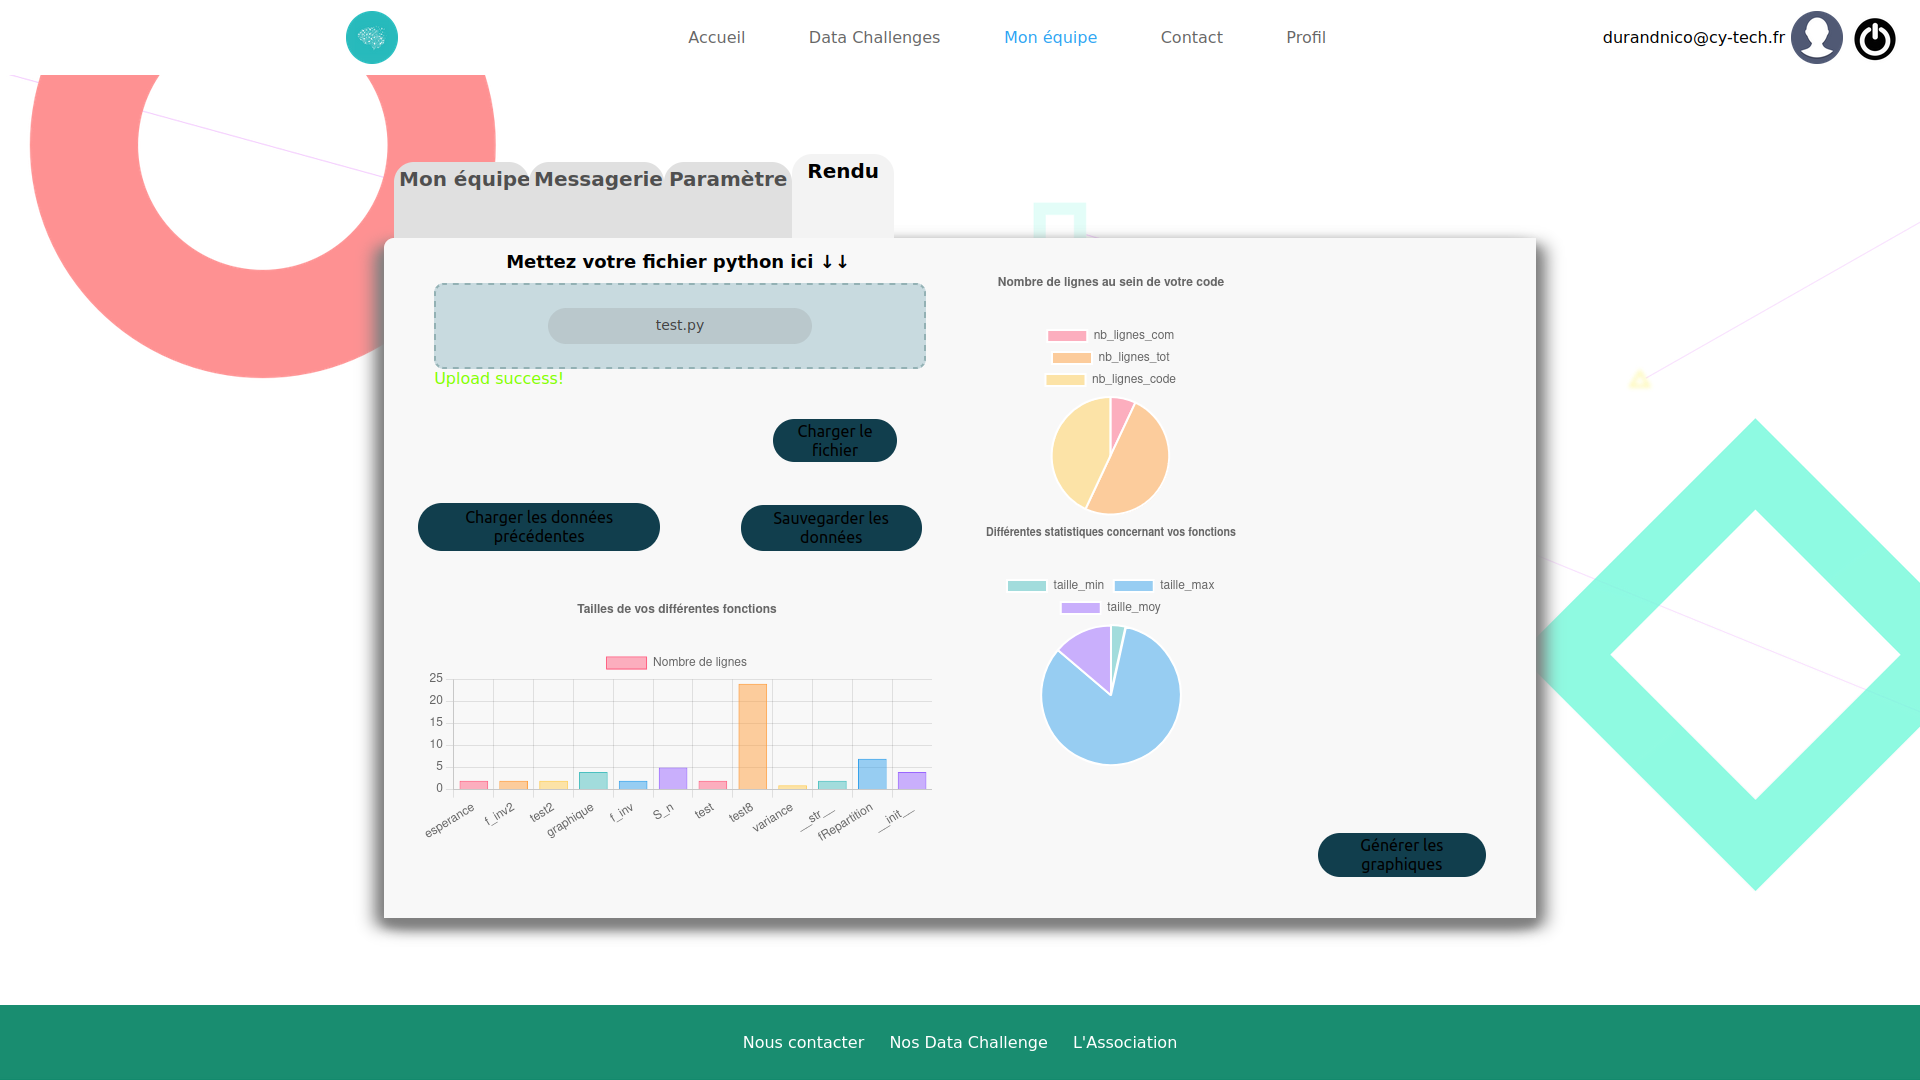 Accueil
Data Challenges
Mon équipe
Contact
Profil
durandnico@cy-tech.fr
Mon équipe
Messagerie
Paramètre
Rendu
Mettez votre fichier python ici ↓↓
test.py
Upload success!
Charger le
fichier
Charger les données
précédentes
Sauvegarder les
données
Tailles de vos différentes fonctions
Nombre de lignes
25
20
15
10
5
0
esperance
f_inv2
test2
graphique
f_inv
S_n
test
test8
variance
__str__
fRepartition
__init__
Nombre de lignes au sein de votre code
nb_lignes_com
nb_lignes_tot
nb_lignes_code
Différentes statistiques concernant vos fonctions
taille_min
taille_max
taille_moy
Générer les
graphiques
Nous contacter
Nos Data Challenge
L'Association